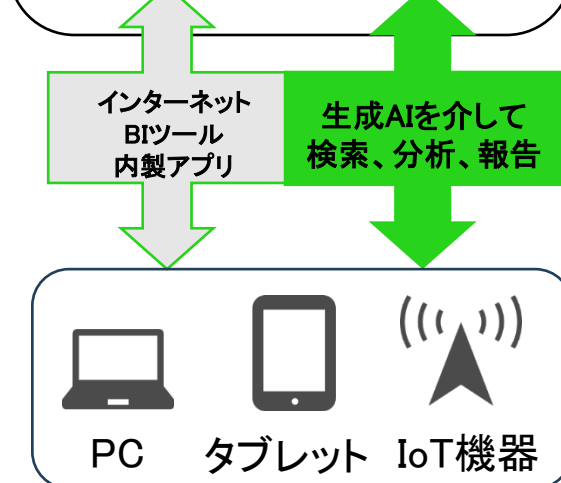 インターネット
BIツール
内製アプリ
生成AIを介して
検索、分析、報告
PC
タブレット
IoT機器